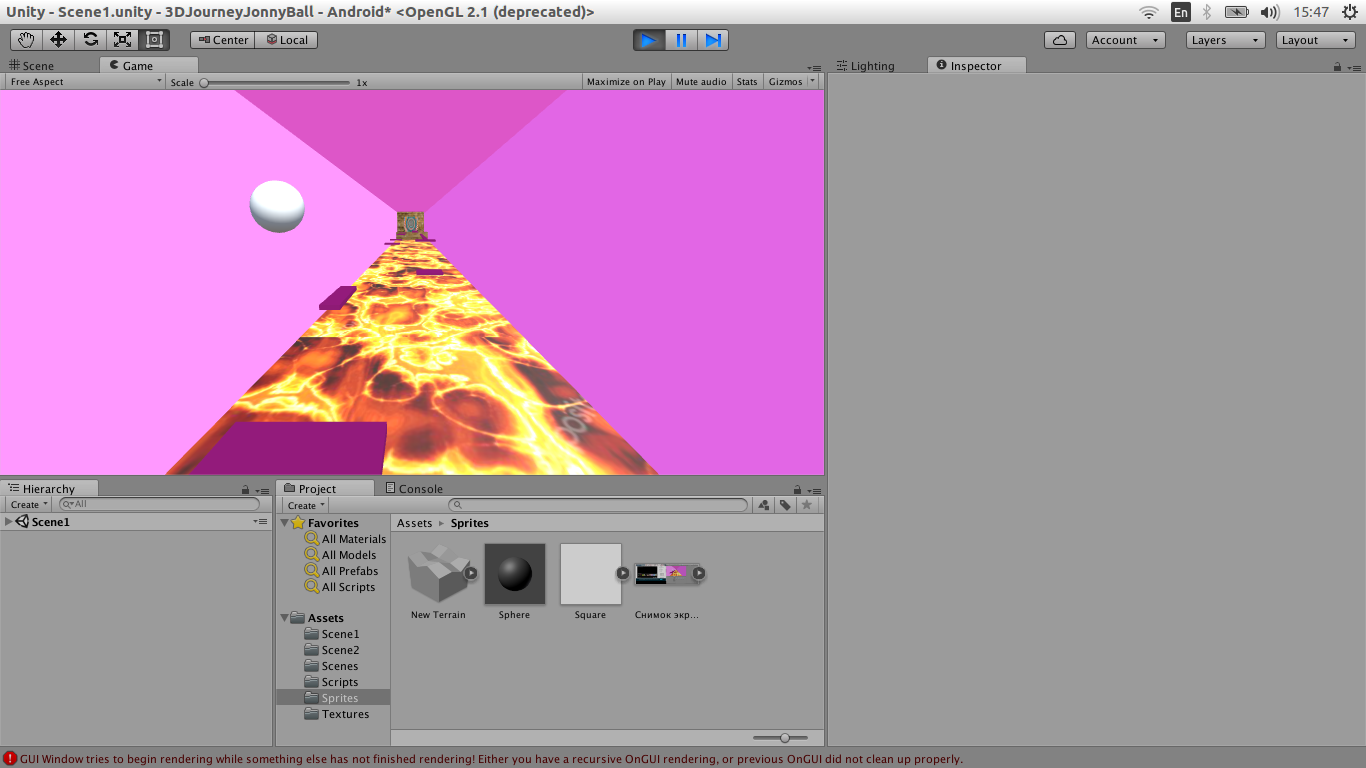 Unity - Scene1.unity - 3DJourneyJonnyBall - Android* <OpenGL 2.1 (deprecated)>
En
15:47
Center
Local
Account
Layers
Layout
Scene
Game
Lighting
Inspector
Free Aspect
Scale
1x
Maximize on Play
Mute audio
Stats
Gizmos
Hierarchy
Create
All
Scene1
Project
Console
Create
Favorites
All Materials
All Models
All Prefabs
All Scripts
Assets
Scene1
Scene2
Scenes
Scripts
Sprites
Textures
Assets ▸ Sprites
New Terrain
Sphere
Square
Снимок экр...
GUI Window tries to begin rendering while something else has not finished rendering! Either you have a recursive OnGUI rendering, or previous OnGUI did not clean up properly.